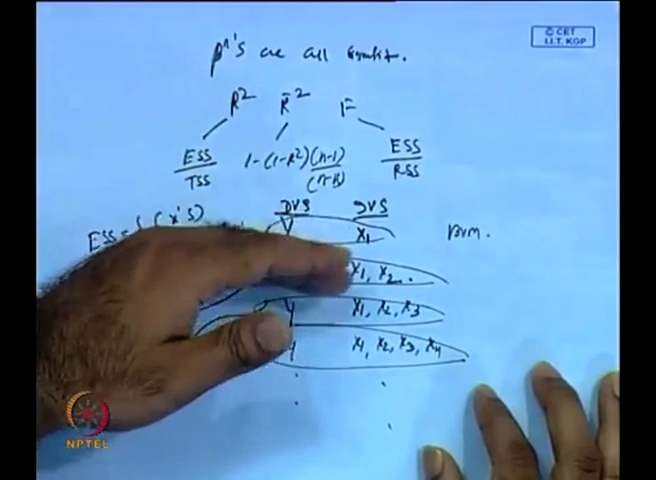 © CET
I.I.T. KGP
β^'s are all
R² R̄² F
ESS/TSS 1-(1-R²)(n-1)/(n-k) ESS/RSS
ESS = f (x's)
DVS IVS
Y X₁ BVM.
X₁, X₂.
Y X₁, X₂, X₃
Y X₁, X₂, X₃, X₄
NPTEL